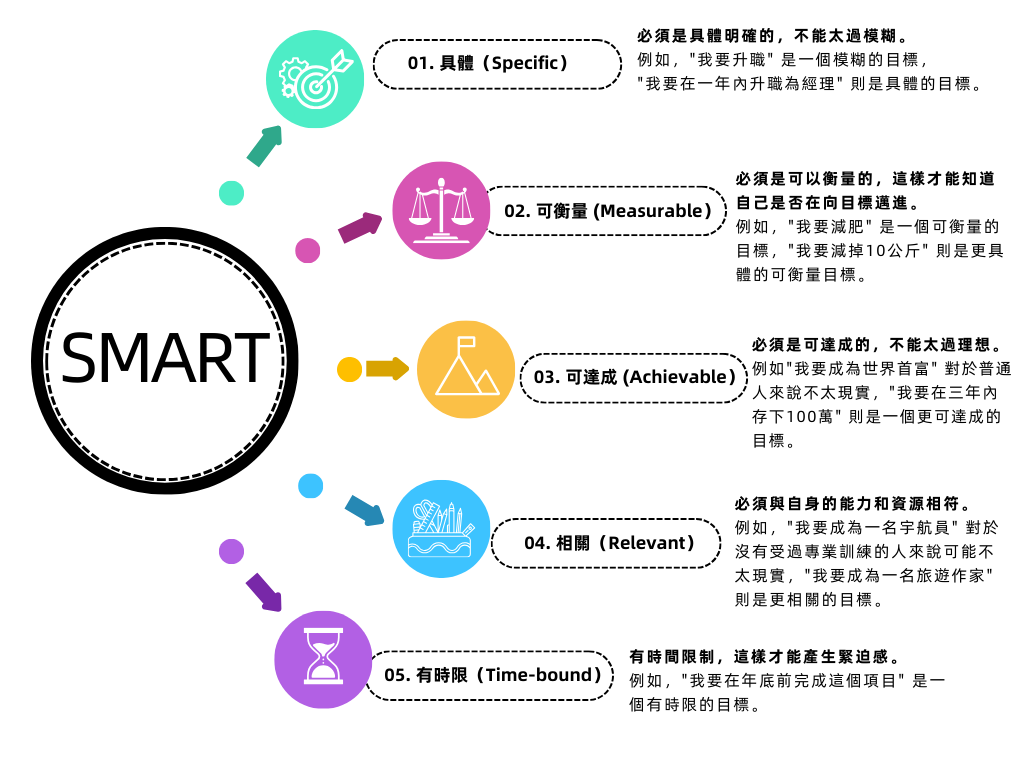 SMART
01. 具體（Specific）
必須是具體明確的，不能太過模糊。
例如，"我要升職" 是一個模糊的目標，
"我要在一年內升職為經理" 則是具體的目標。
02. 可衡量 (Measurable）
必須是可以衡量的，這樣才能知道
自己是否在向目標邁進。
例如，"我要減肥" 是一個可衡量的
目標，"我要減掉10公斤" 則是更具
體的可衡量目標。
03. 可達成 (Achievable）
必須是可達成的，不能太過理想。
例如"我要成為世界首富" 對於普通
人來說不太現實，"我要在三年內
存下100萬" 則是一個更可達成的
目標。
04. 相關（Relevant）
必須與自身的能力和資源相符。
例如，"我要成為一名宇航員" 對於
沒有受過專業訓練的人來說可能不
太現實，"我要成為一名旅遊作家"
則是更相關的目標。
05. 有時限（Time-bound）
有時間限制，這樣才能產生緊迫感。
例如，"我要在年底前完成這個項目" 是一
個有時限的目標。